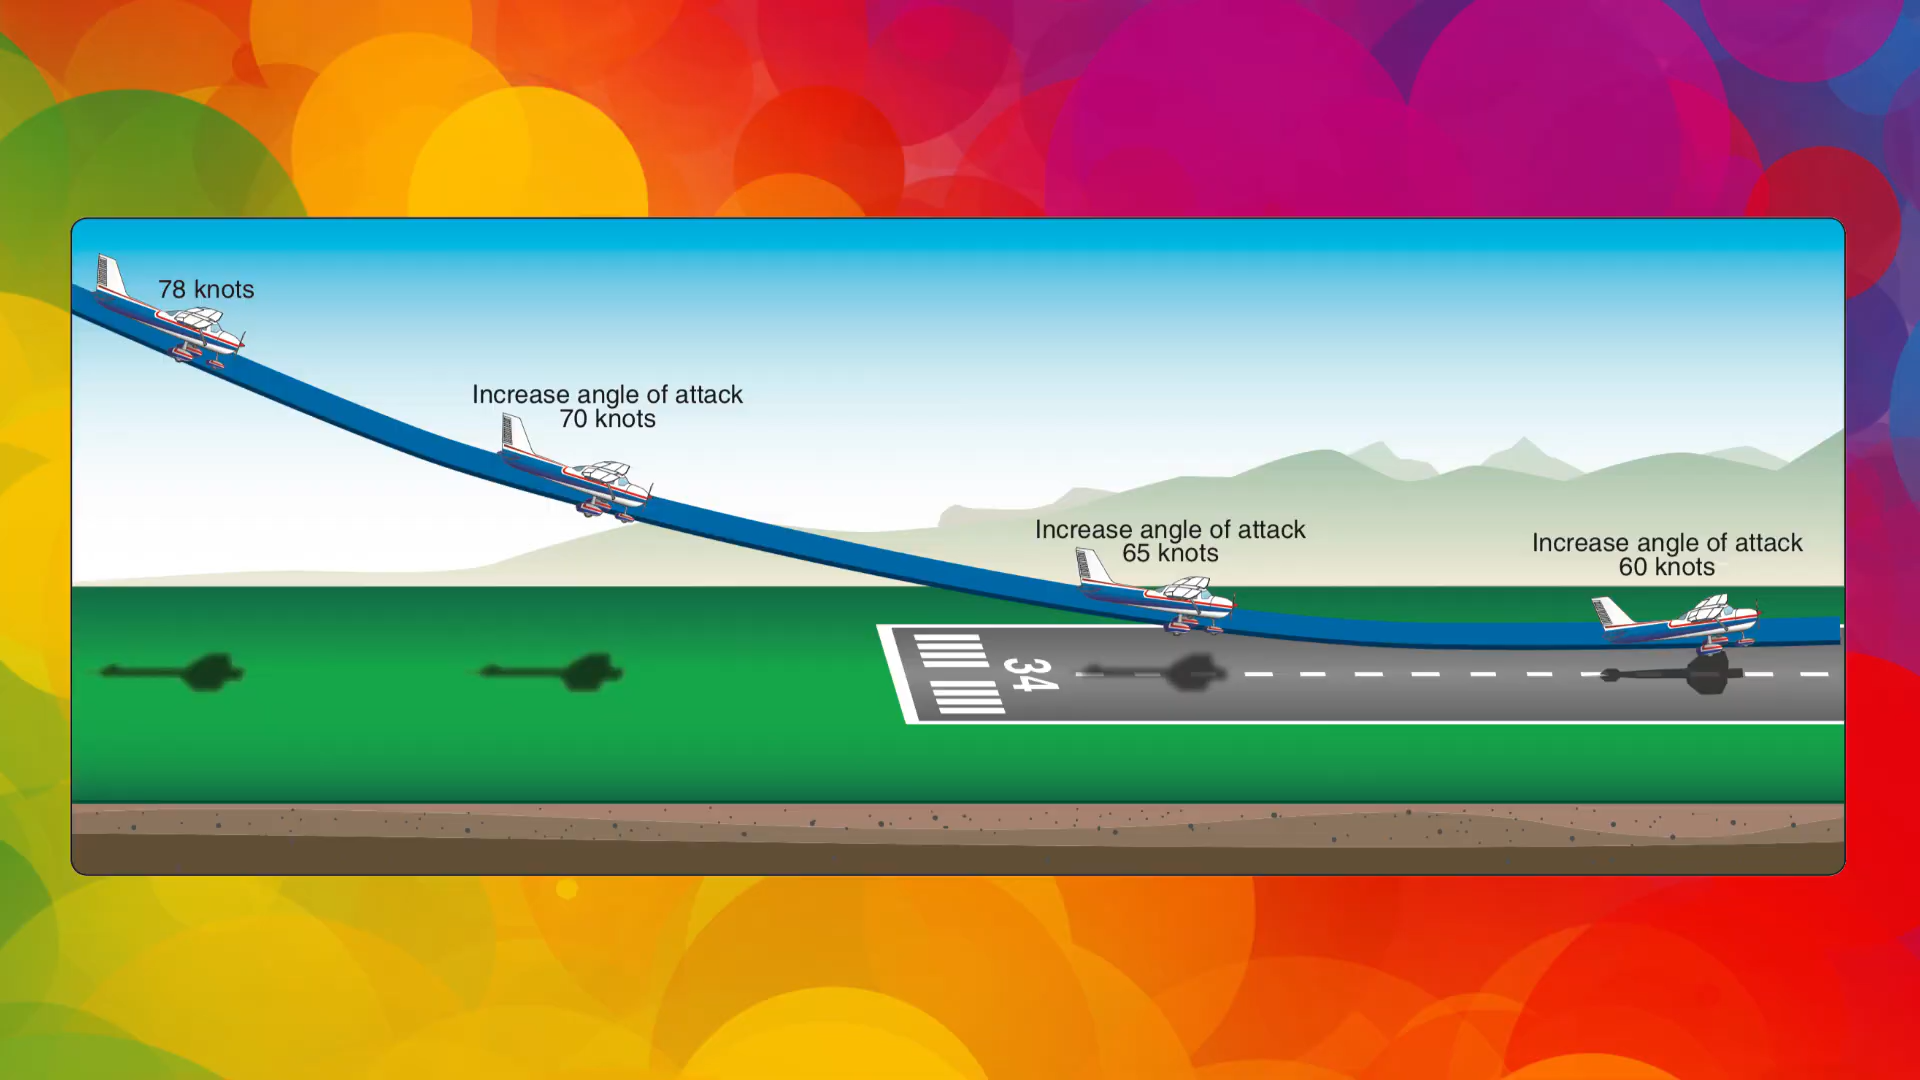 78 knots
Increase angle of attack
70 knots
Increase angle of attack
65 knots
Increase angle of attack
60 knots
34